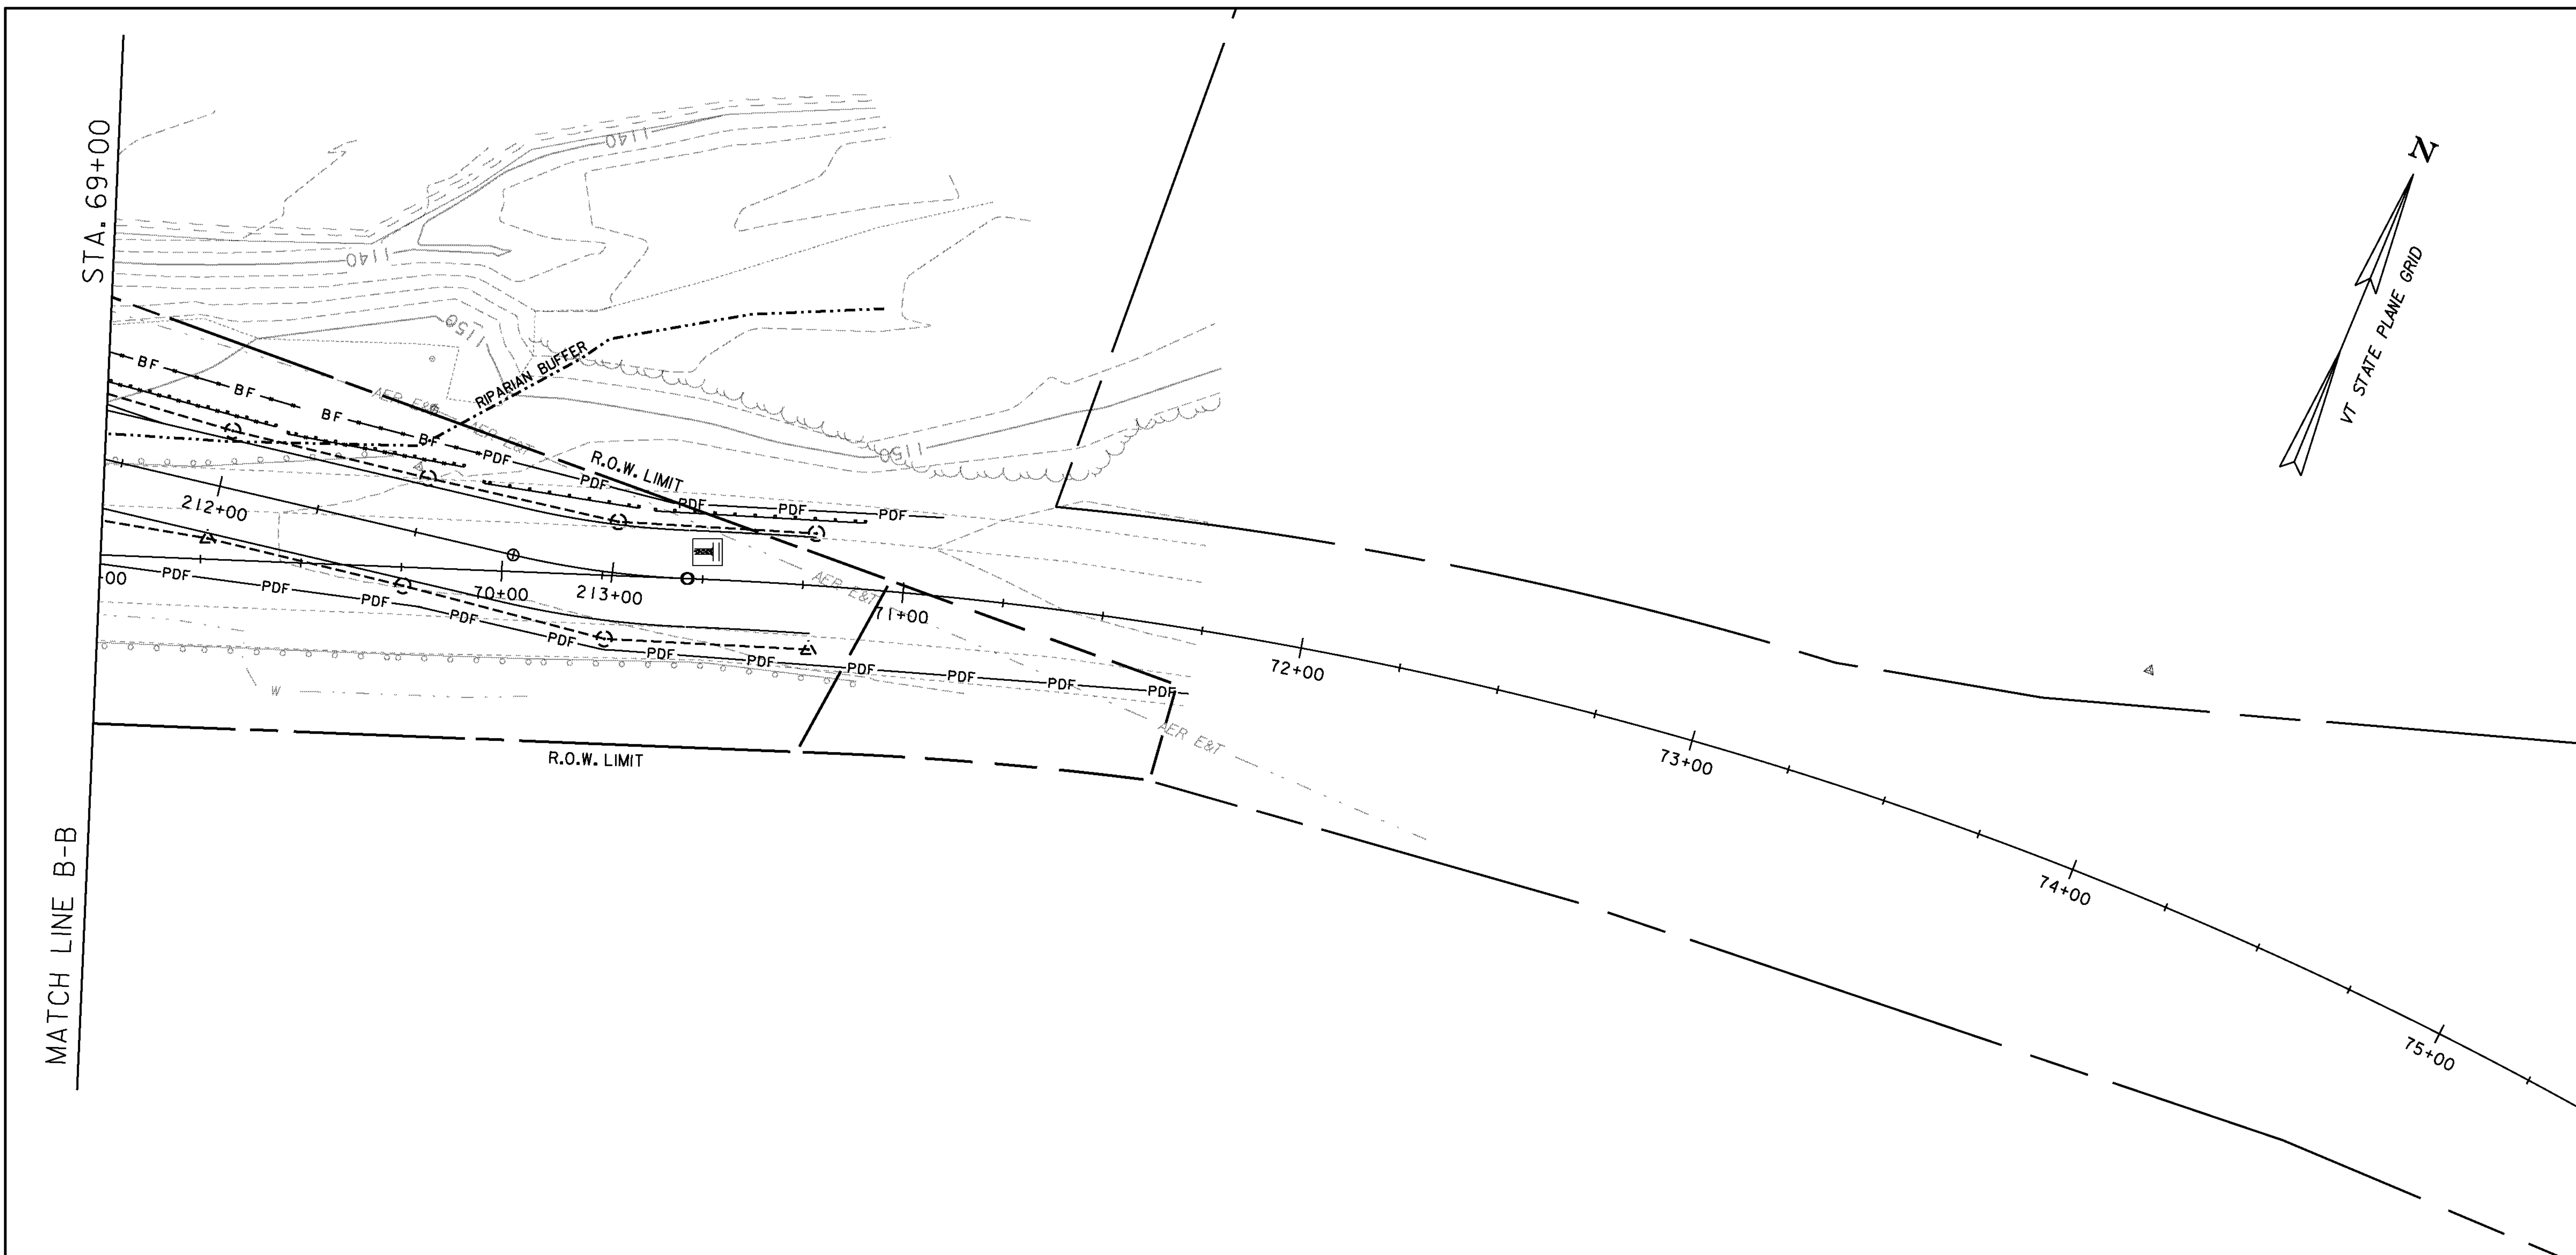 N
VT STATE PLANE GRID
STA. 69+00
MATCH LINE B-B
1140
1140
1150
1150
RIPARIAN BUFFER
BF
BF
BF
BF
AER E&T
AER E&T
R.O.W. LIMIT
PDF
PDF
PDF
PDF
PDF
212+00
213+00
00
70+00
71+00
72+00
73+00
74+00
75+00
AER E&T
AER E&T
PDF
PDF
PDF
PDF
PDF
PDF
PDF
PDF
PDF
PDF
PDF
W
R.O.W. LIMIT